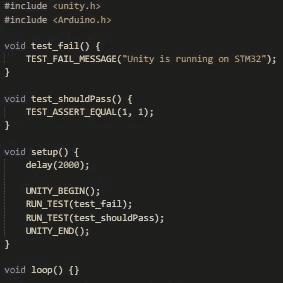 #include <unity.h>
#include <Arduino.h>
void test_fail() {
TEST_FAIL_MESSAGE("Unity is running on STM32");
}
void test_shouldPass() {
TEST_ASSERT_EQUAL(1, 1);
}
void setup() {
delay(2000);
UNITY_BEGIN();
RUN_TEST(test_fail);
RUN_TEST(test_shouldPass);
UNITY_END();
}
void loop() {}